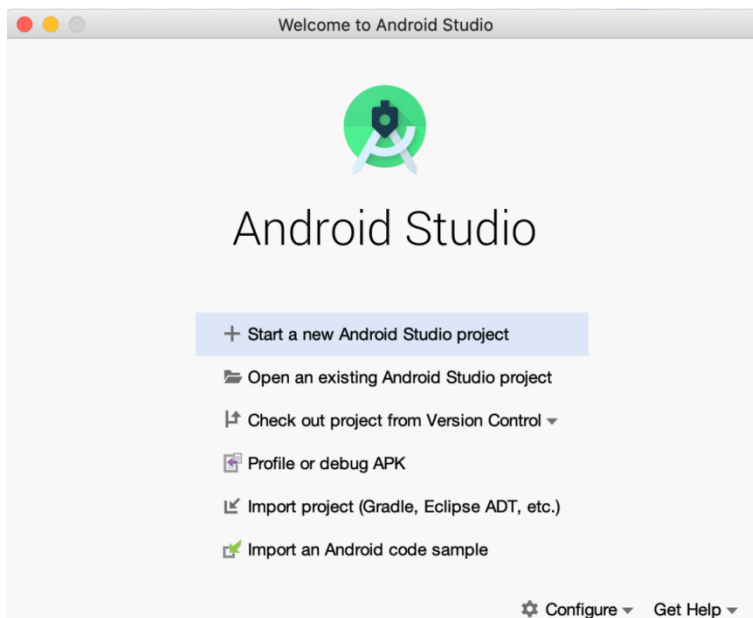 Welcome to Android Studio
Android Studio
Start a new Android Studio project
Open an existing Android Studio project
Check out project from Version Control
Profile or debug APK
Import project (Gradle, Eclipse ADT, etc.)
Import an Android code sample
Configure Get Help